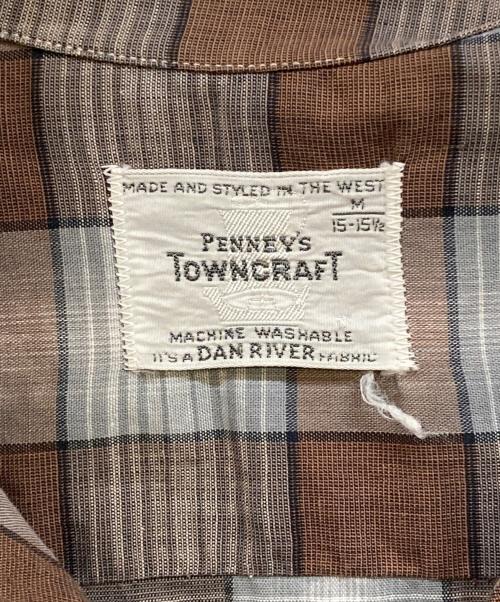 MADE AND STYLED IN THE WEST
M
15-15½
PENNEY'S
TOWNCRAFT
MACHINE WASHABLE
IT'S A DAN RIVER FABRIC